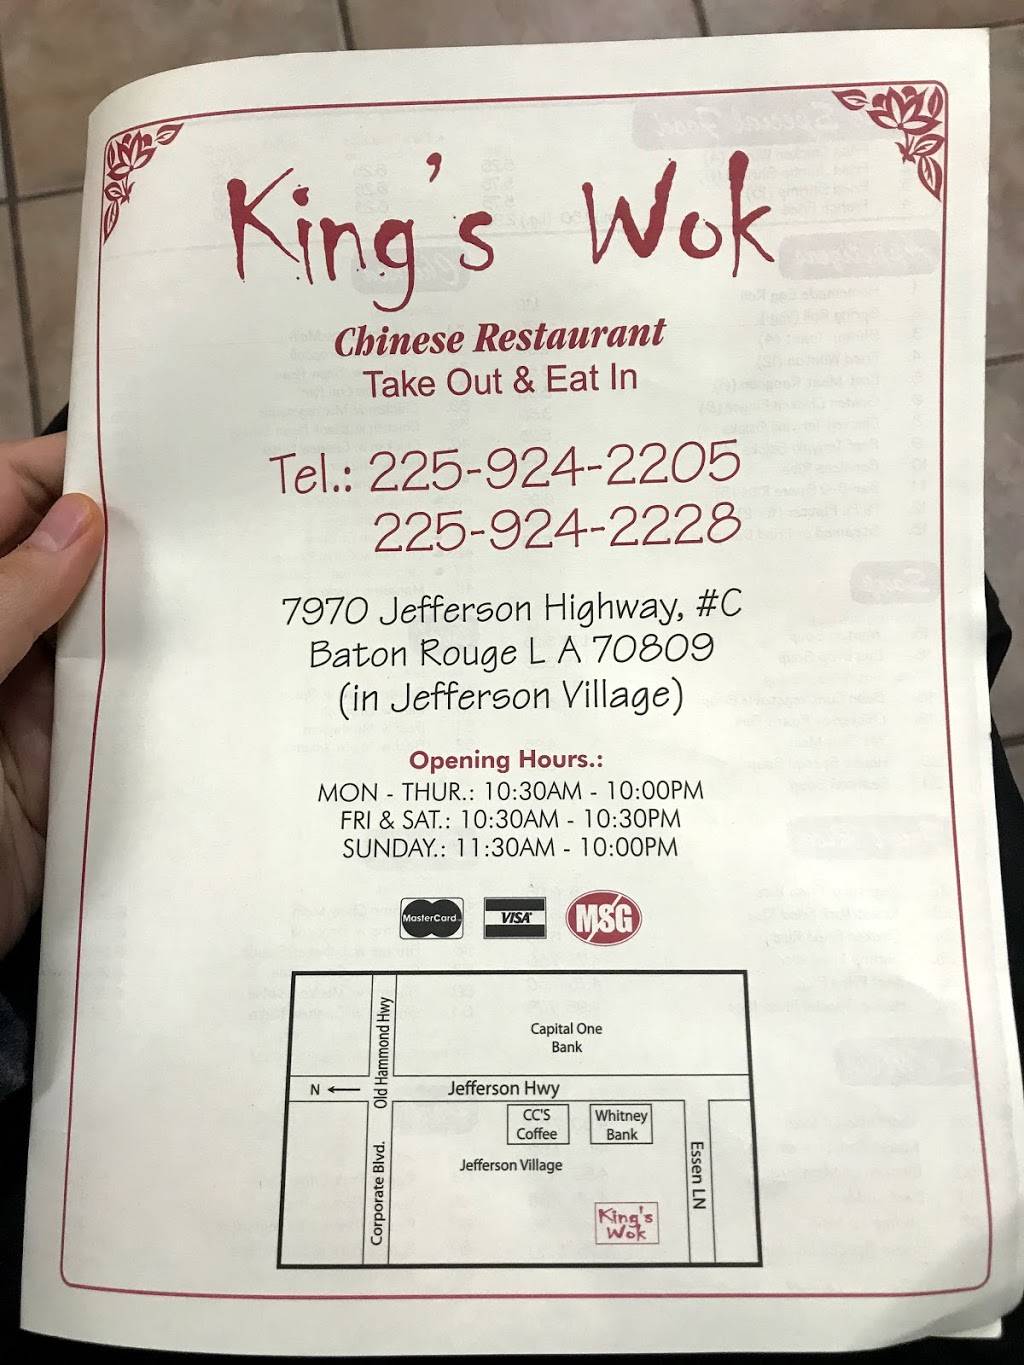 King's Wok
Chinese Restaurant
Take Out & Eat In
Tel.: 225-924-2205
225-924-2228
7970 Jefferson Highway, #C
Baton Rouge L A 70809
(in Jefferson Village)
Opening Hours.:
MON - THUR.: 10:30AM - 10:00PM
FRI & SAT.: 10:30AM - 10:30PM
SUNDAY.: 11:30AM - 10:00PM
MasterCard
VISA
MSG
Old Hammond Hwy
Capital One
Bank
N
Jefferson Hwy
CC'S
Coffee
Whitney
Bank
Corporate Blvd.
Jefferson Village
Essen LN
King's
Wok